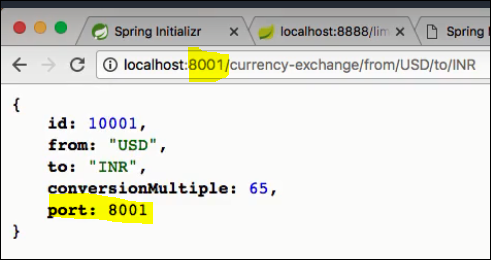 Spring Initializr
localhost:8888/lim
Spring
localhost:8001/currency-exchange/from/USD/to/INR
{
id: 10001,
from: "USD",
to: "INR",
conversionMultiple: 65,
port: 8001
}